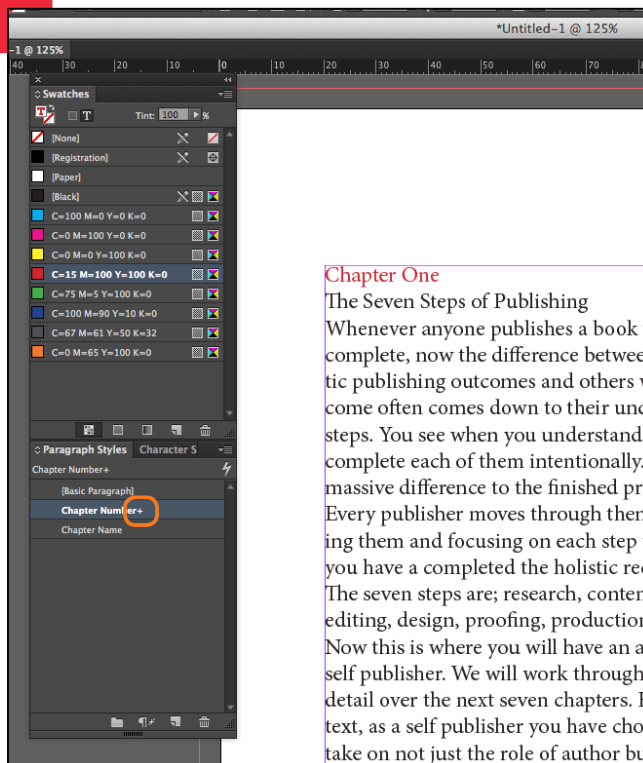 *Untitled-1 @ 125%
-1 @ 125%
40 30 20 10 0 10 20 30 40 50 60 70
Swatches
T T Tint: 100 %
[None]
[Registration]
[Paper]
[Black]
C=100 M=0 Y=0 K=0
C=0 M=100 Y=0 K=0
C=0 M=0 Y=100 K=0
C=15 M=100 Y=100 K=0
C=75 M=5 Y=100 K=0
C=100 M=90 Y=10 K=0
C=67 M=61 Y=50 K=32
C=0 M=65 Y=100 K=0
Paragraph Styles Character S
Chapter Number+
[Basic Paragraph]
Chapter Number+
Chapter Name
Chapter One
The Seven Steps of Publishing
Whenever anyone publishes a book
complete, now the difference betwee
tic publishing outcomes and others
come often comes down to their und
steps. You see when you understand
complete each of them intentionally.
massive difference to the finished pr
Every publisher moves through them
ing them and focusing on each step
you have a completed the holistic re
The seven steps are; research, conten
editing, design, proofing, production
Now this is where you will have an a
self publisher. We will work through
detail over the next seven chapters.
text, as a self publisher you have cho
take on not just the role of author bu